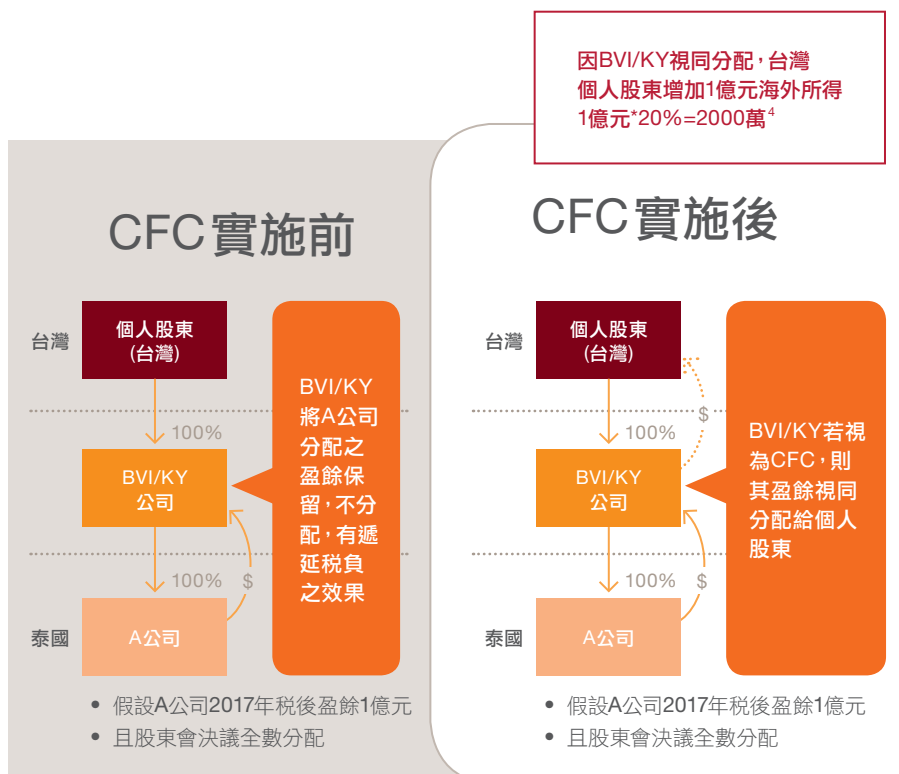 因BVI/KY視同分配，台灣
個人股東增加1億元海外所得
1億元*20%=2000萬4
CFC實施前
台灣
個人股東
(台灣)
100%
BVI/KY
公司
100%
$
泰國
A公司
BVI/KY
將A公司
分配之
盈餘保
留，不分
配，有遞
延稅負
之效果
• 假設A公司2017年稅後盈餘1億元
• 且股東會決議全數分配
CFC實施後
台灣
個人股東
(台灣)
$
100%
BVI/KY
公司
100%
$
泰國
A公司
BVI/KY若視
為CFC，則
其盈餘視同
分配給個人
股東
• 假設A公司2017年稅後盈餘1億元
• 且股東會決議全數分配